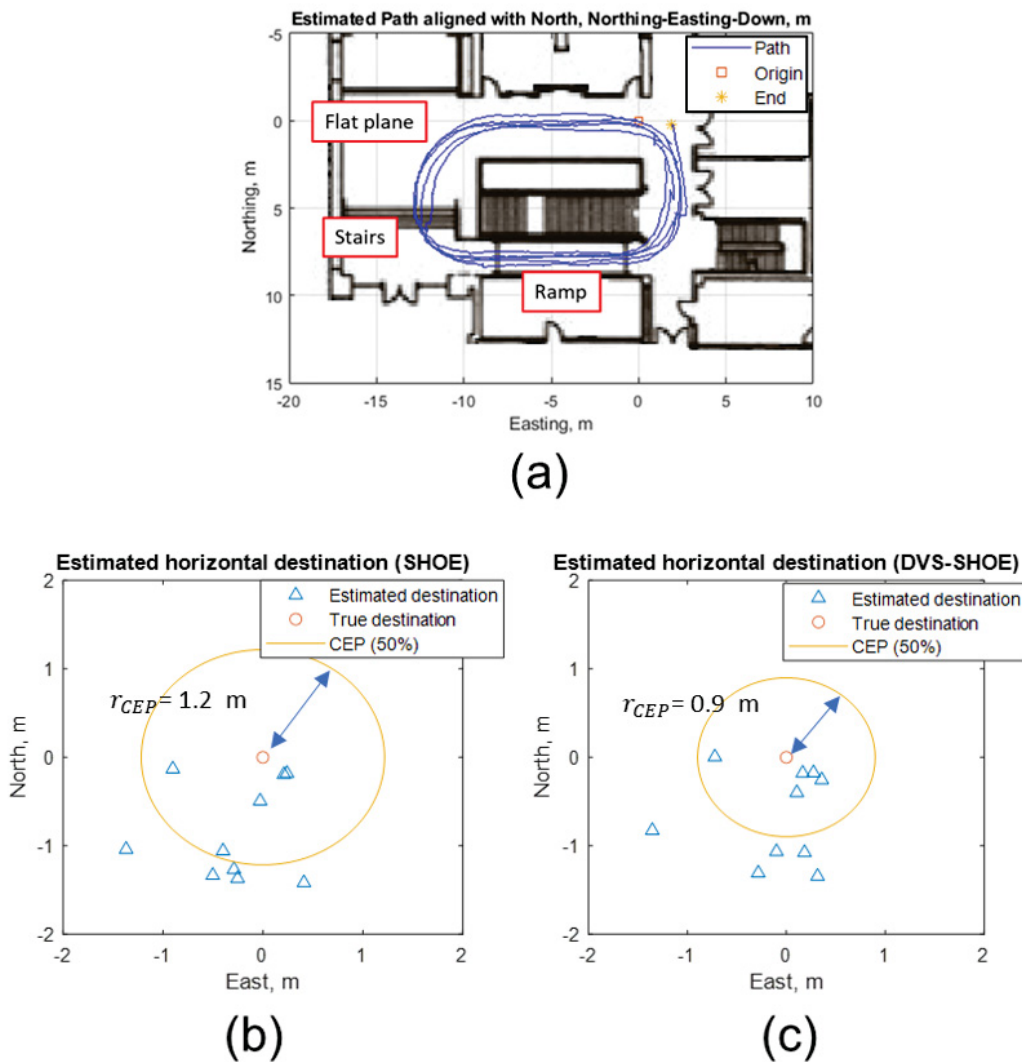 Estimated Path aligned with North, Northing-Easting-Down, m
-5
0
5
10
15
Northing, m
-20
-15
-10
-5
0
5
10
Easting, m
Path
Origin
End
Flat plane
Stairs
Ramp
(a)
Estimated horizontal destination (SHOE)
2
1
0
-1
-2
North, m
-2
-1
0
1
2
East, m
Estimated destination
True destination
CEP (50%)
r_CEP = 1.2 m
(b)
Estimated horizontal destination (DVS-SHOE)
2
1
0
-1
-2
North, m
-2
-1
0
1
2
East, m
Estimated destination
True destination
CEP (50%)
r_CEP = 0.9 m
(c)